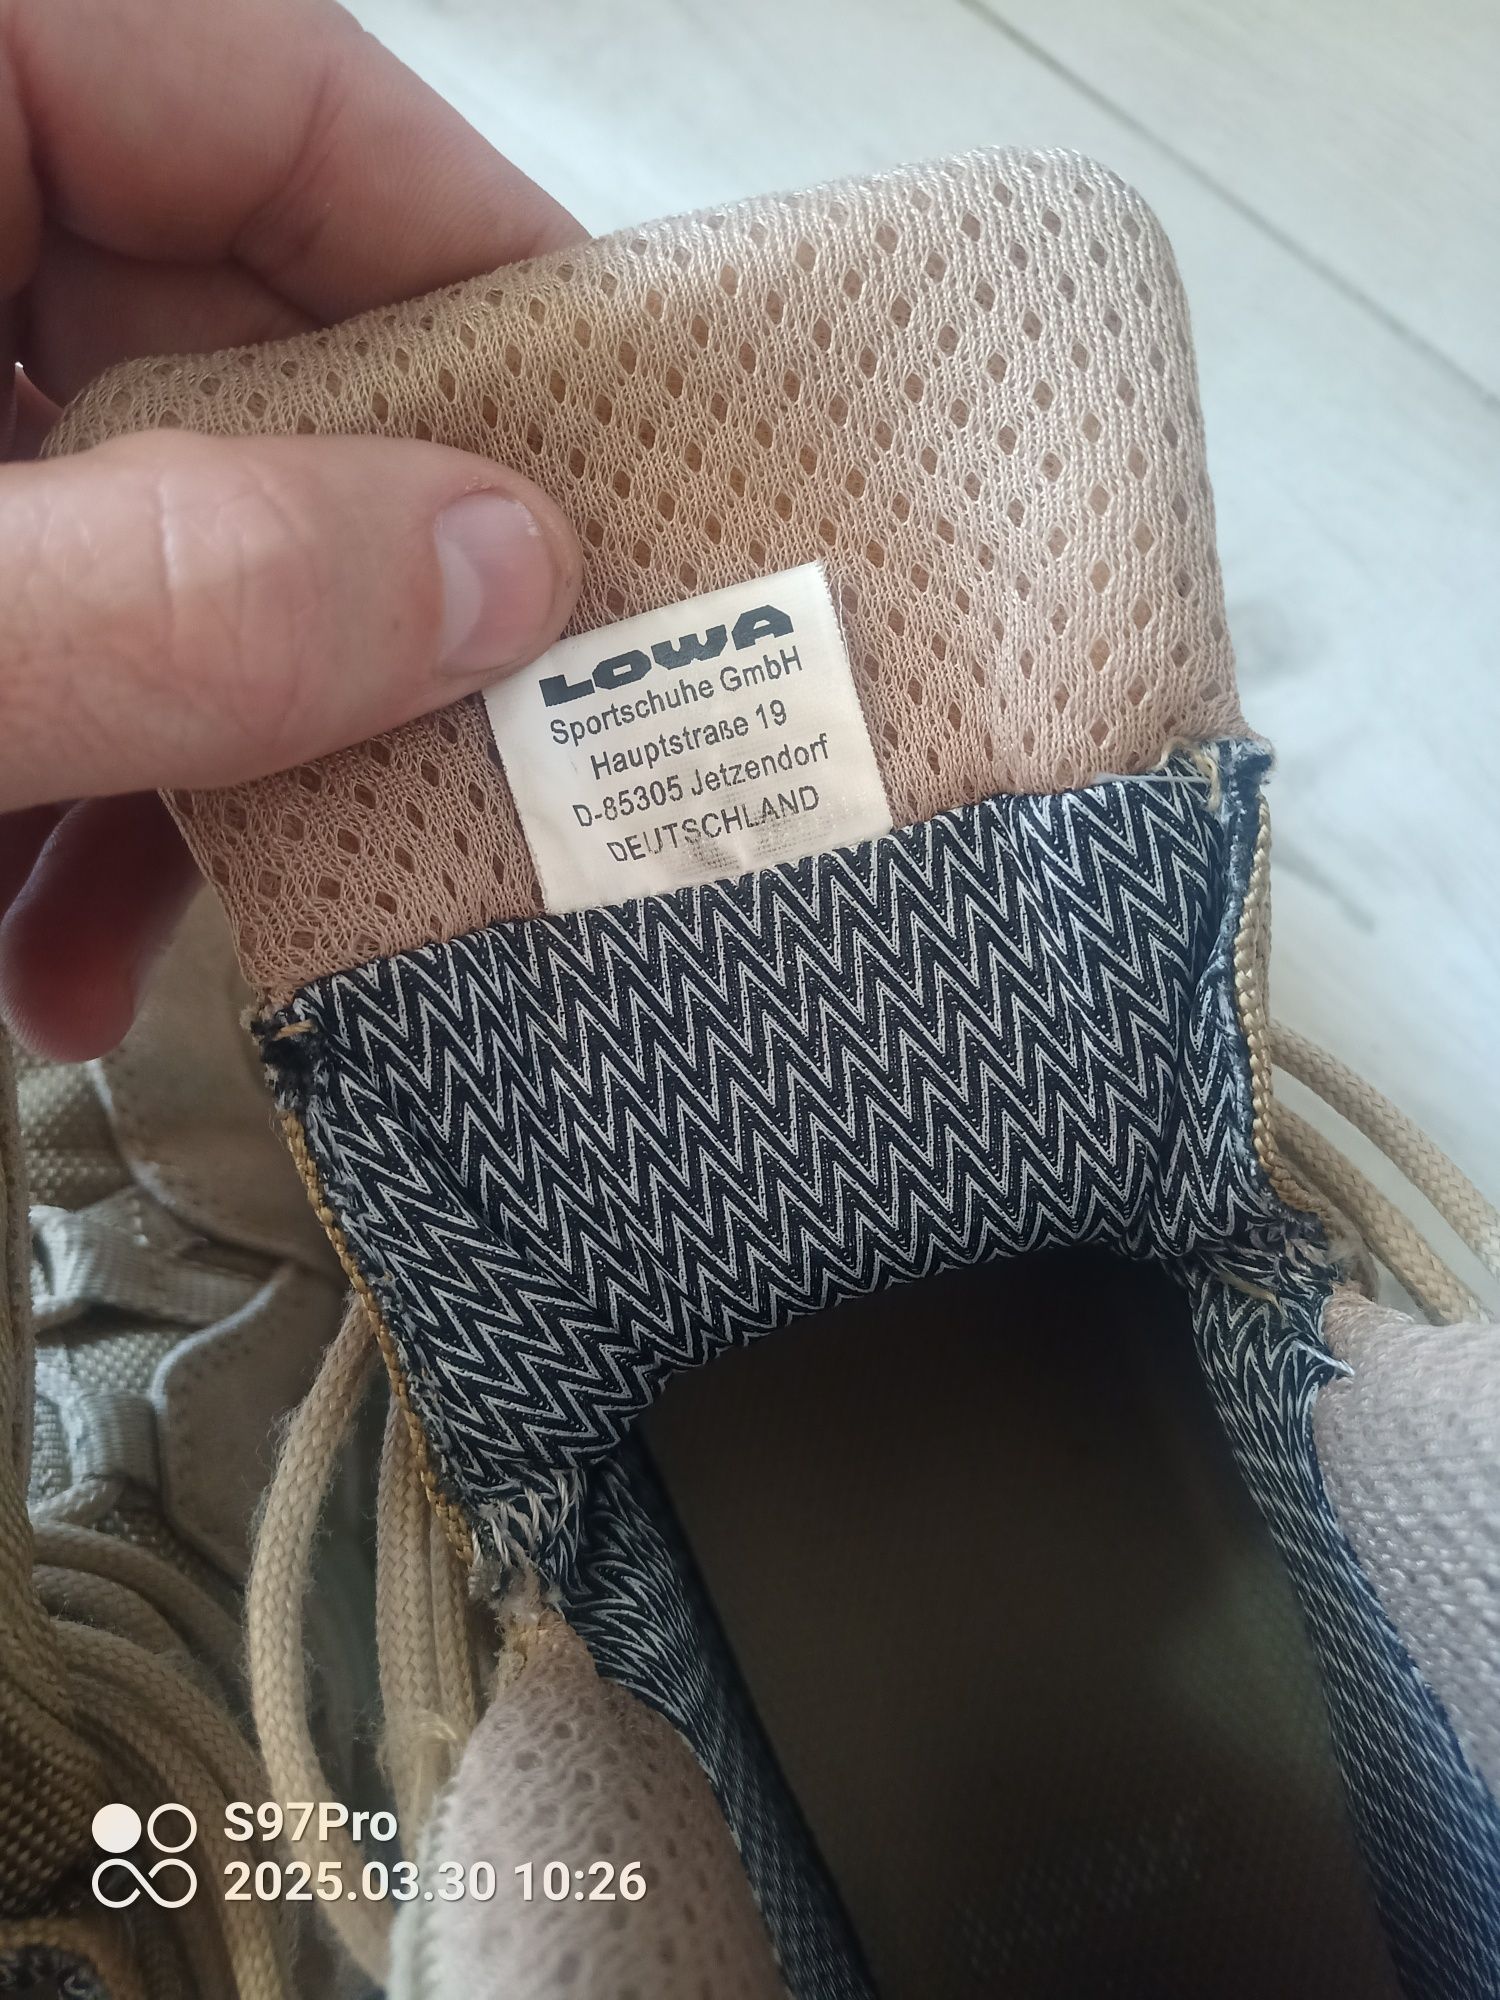 LOWA
Sportschuhe GmbH
Hauptstraße 19
D-85305 Jetzendorf
DEUTSCHLAND
S97Pro
2025.03.30 10:26